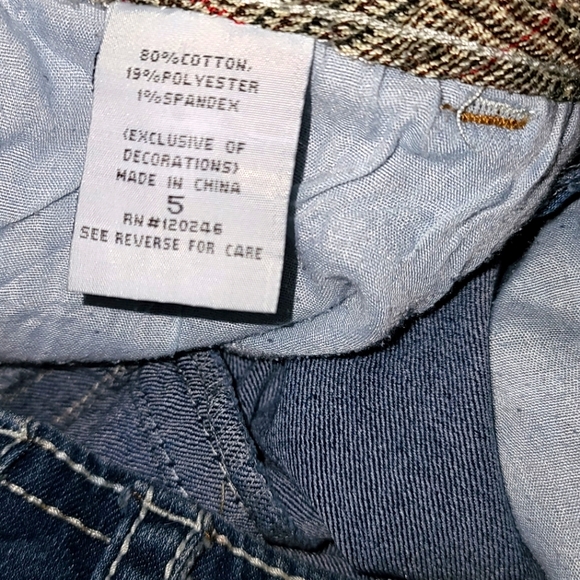 80%COTTON,
19%POLYESTER
1%SPANDEX
(EXCLUSIVE OF
DECORATIONS)
MADE IN CHINA
5
RN#120246
SEE REVERSE FOR CARE